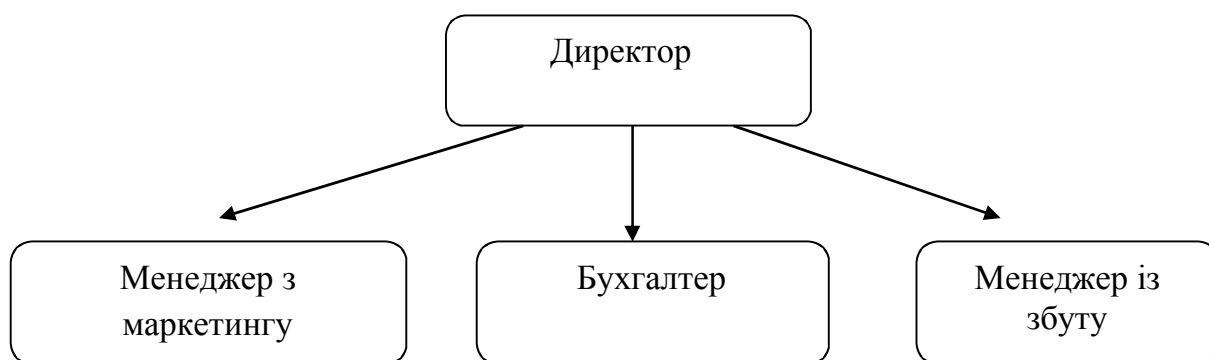 Директор
Менеджер з
маркетингу
Бухгалтер
Менеджер із
збуту